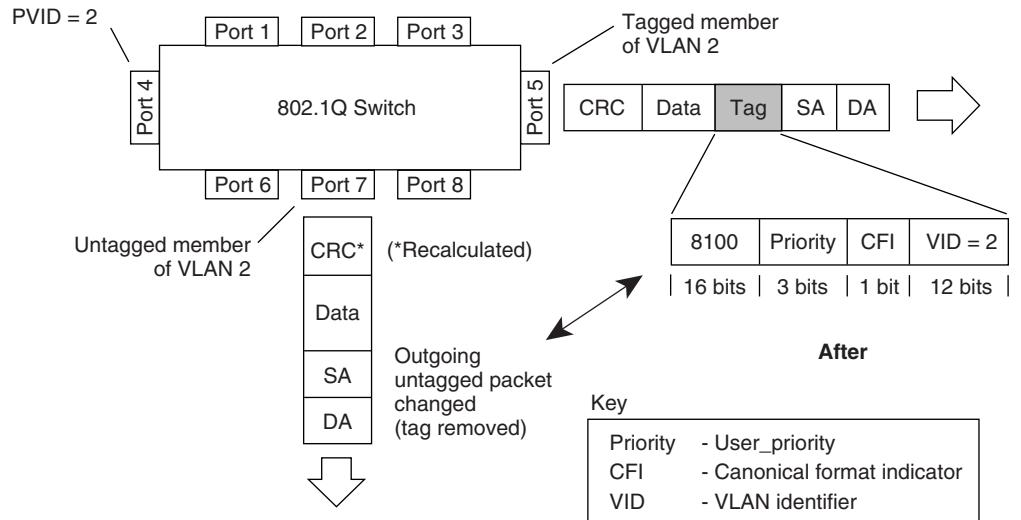 PVID = 2
Port 1
Port 2
Port 3
Tagged member
of VLAN 2
Port 4
802.1Q Switch
Port 5
CRC
Data
Tag
SA
DA
Port 6
Port 7
Port 8
Untagged member
of VLAN 2
CRC*
(*Recalculated)
Data
SA
DA
Outgoing
untagged packet
changed
(tag removed)
8100
Priority
CFI
VID = 2
16 bits
3 bits
1 bit
12 bits
After
Key
Priority - User_priority
CFI - Canonical format indicator
VID - VLAN identifier